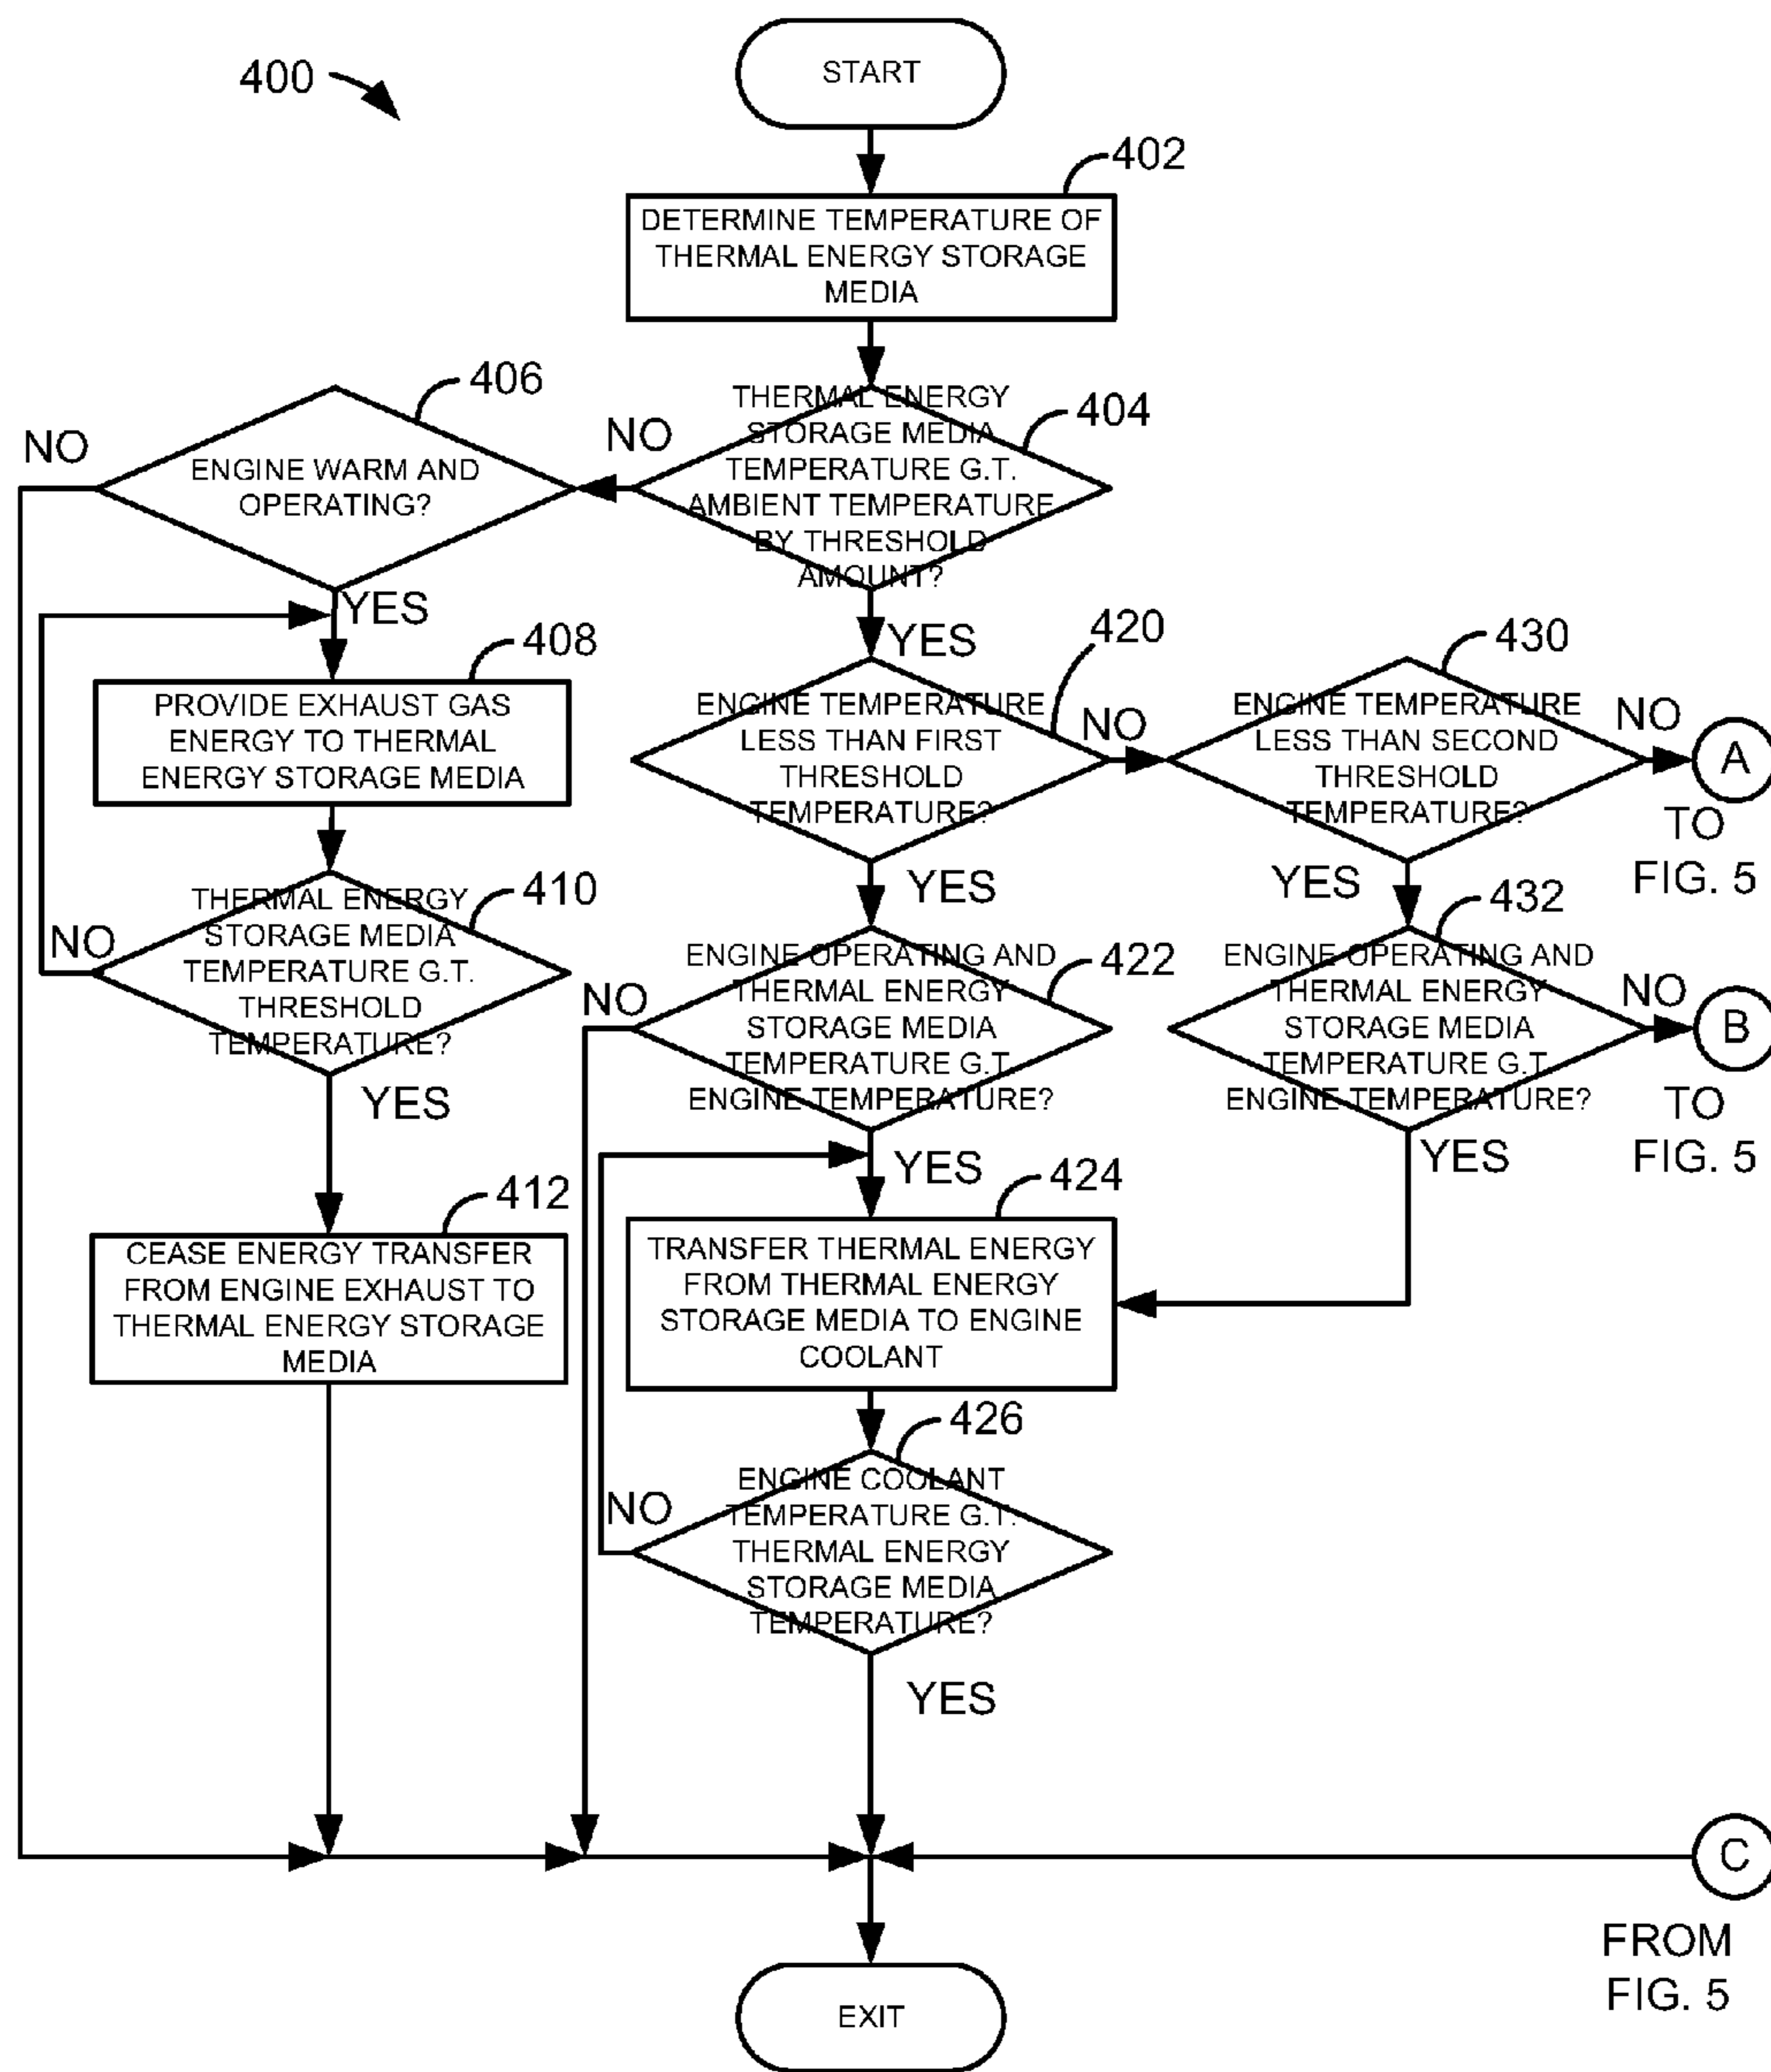 400
START
402
DETERMINE TEMPERATURE OF
THERMAL ENERGY STORAGE
MEDIA
406
NO
ENGINE WARM AND
OPERATING?
YES
404
NO
THERMAL ENERGY
STORAGE MEDIA
TEMPERATURE G.T.
AMBIENT TEMPERATURE
BY THRESHOLD
AMOUNT?
YES
408
PROVIDE EXHAUST GAS
ENERGY TO THERMAL
ENERGY STORAGE MEDIA
420
ENGINE TEMPERATURE
LESS THAN FIRST
THRESHOLD
TEMPERATURE?
NO
YES
430
ENGINE TEMPERATURE
LESS THAN SECOND
THRESHOLD
TEMPERATURE?
NO
YES
A
TO
FIG. 5
410
THERMAL ENERGY
STORAGE MEDIA
TEMPERATURE G.T.
THRESHOLD
TEMPERATURE?
NO
YES
422
ENGINE OPERATING AND
THERMAL ENERGY
STORAGE MEDIA
TEMPERATURE G.T.
ENGINE TEMPERATURE?
NO
YES
432
ENGINE OPERATING AND
THERMAL ENERGY
STORAGE MEDIA
TEMPERATURE G.T.
ENGINE TEMPERATURE?
NO
YES
B
TO
FIG. 5
412
CEASE ENERGY TRANSFER
FROM ENGINE EXHAUST TO
THERMAL ENERGY STORAGE
MEDIA
424
TRANSFER THERMAL ENERGY
FROM THERMAL ENERGY
STORAGE MEDIA TO ENGINE
COOLANT
426
ENGINE COOLANT
TEMPERATURE G.T.
THERMAL ENERGY
STORAGE MEDIA
TEMPERATURE?
NO
YES
C
FROM
FIG. 5
EXIT